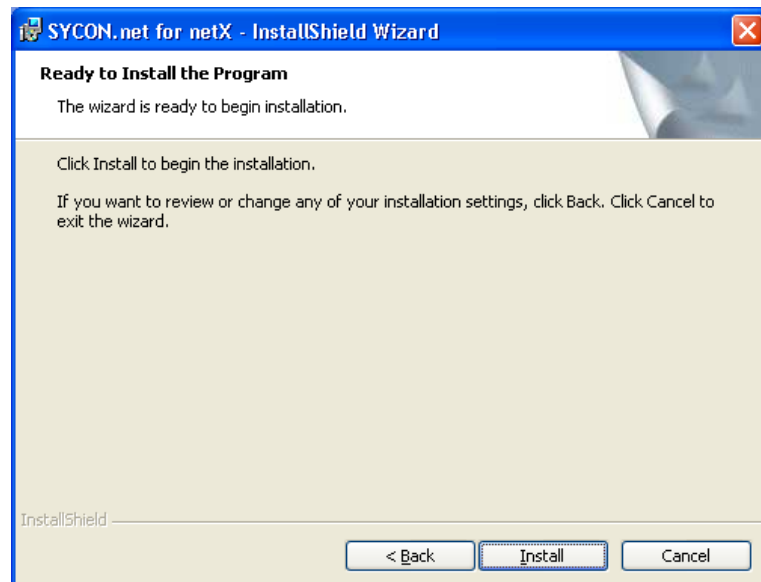 SYCON.net for netX - InstallShield Wizard
Ready to Install the Program
The wizard is ready to begin installation.
Click Install to begin the installation.
If you want to review or change any of your installation settings, click Back. Click Cancel to
exit the wizard.
InstallShield
< Back Install Cancel